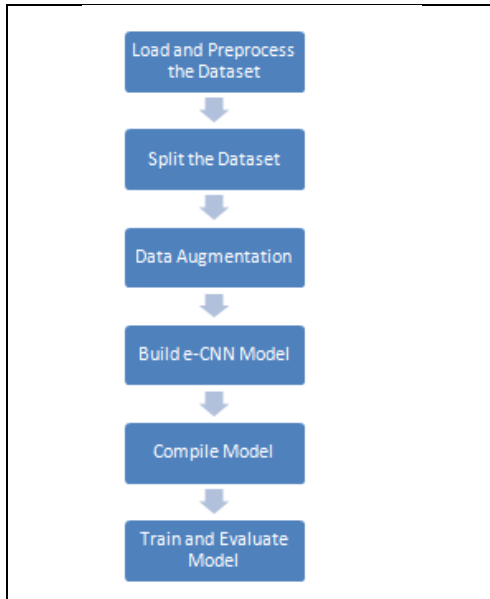 Load and Preprocess
the Dataset
Split the Dataset
Data Augmentation
Build e-CNN Model
Compile Model
Train and Evaluate
Model